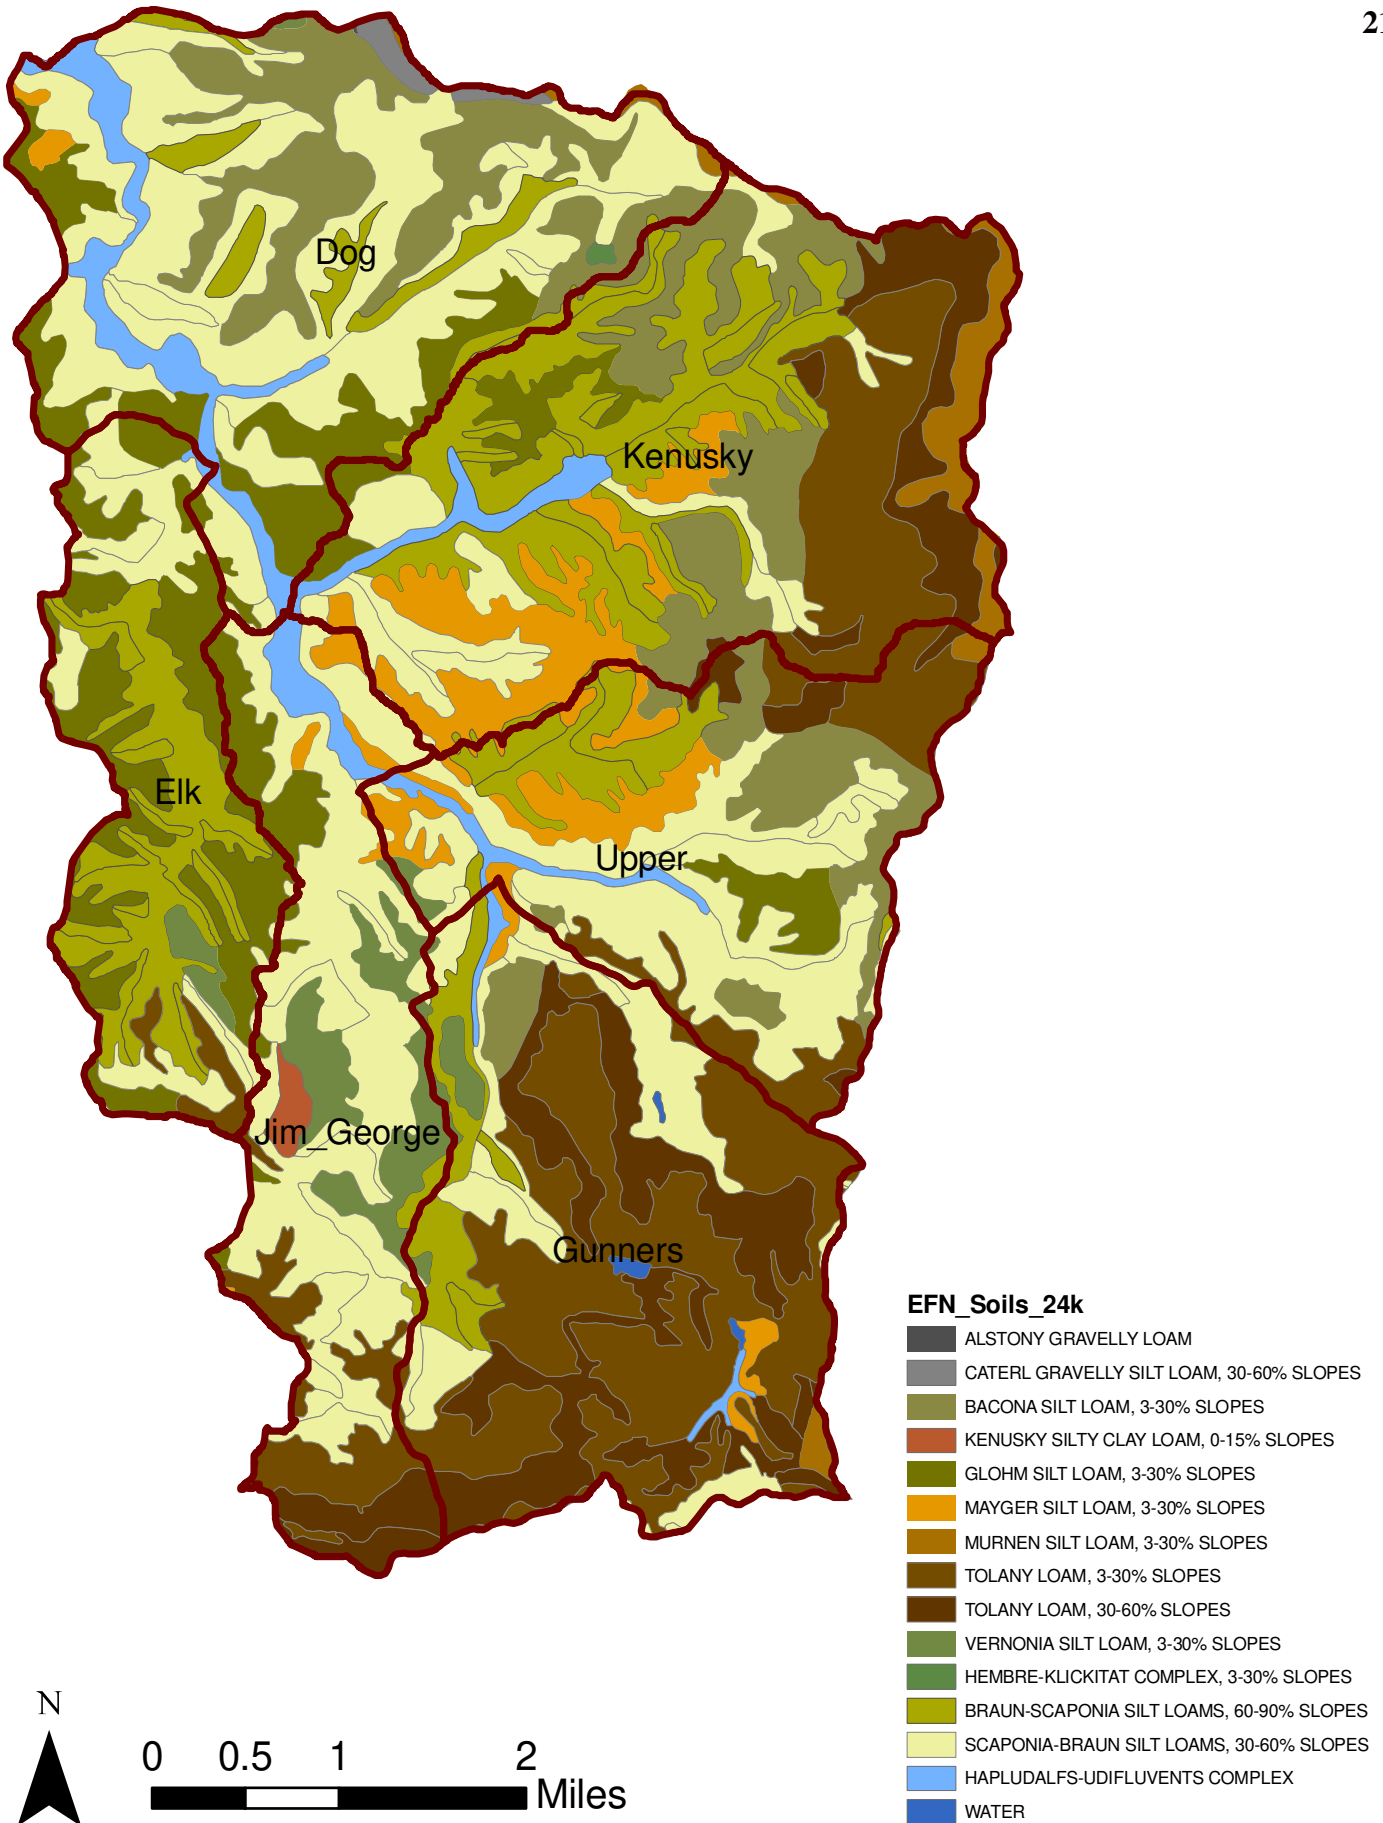 Dog
Kenusky
Elk
Upper
Jim_George
Gunners
EFN_Soils_24k
ALSTONY GRAVELLY LOAM
CATERL GRAVELLY SILT LOAM, 30-60% SLOPES
BACONA SILT LOAM, 3-30% SLOPES
KENUSKY SILTY CLAY LOAM, 0-15% SLOPES
GLOHM SILT LOAM, 3-30% SLOPES
MAYGER SILT LOAM, 3-30% SLOPES
MURNEN SILT LOAM, 3-30% SLOPES
TOLANY LOAM, 3-30% SLOPES
TOLANY LOAM, 30-60% SLOPES
VERNONIA SILT LOAM, 3-30% SLOPES
HEMBRE-KLICKITAT COMPLEX, 3-30% SLOPES
BRAUN-SCAPONIA SILT LOAMS, 60-90% SLOPES
SCAPONIA-BRAUN SILT LOAMS, 30-60% SLOPES
HAPLUDALFS-UDIFLUVENTS COMPLEX
WATER
N
0 0.5 1 2
Miles